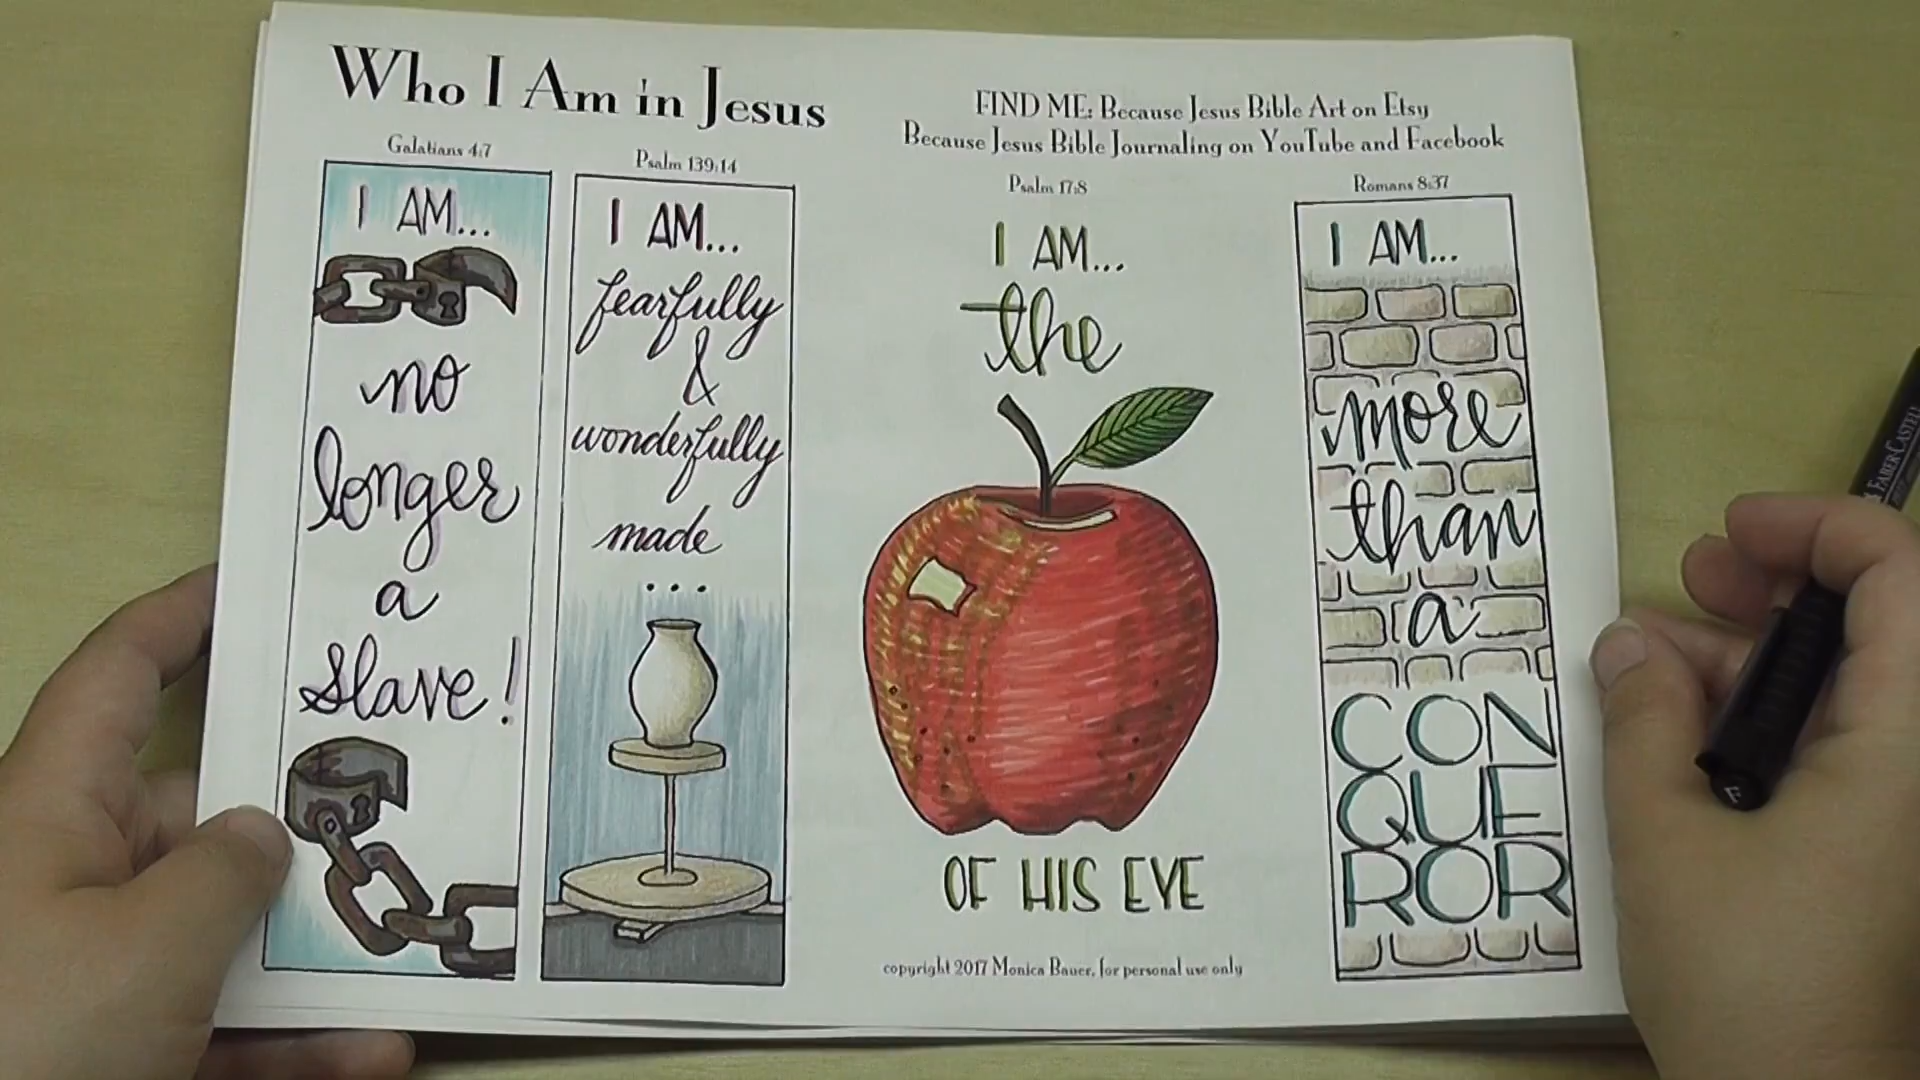 Who I Am in Jesus
FIND ME: Because Jesus Bible Art on Etsy
Because Jesus Bible Journaling on YouTube and Facebook
Galatians 4:7
I AM...
no
longer
a
slave!
Psalm 139:14
I AM...
fearfully
&
wonderfully
made
...
Psalm 17:8
I AM...
the
OF HIS EYE
copyright 2017 Monica Bauer, for personal use only
Romans 8:37
I AM...
more
than
a
CON
QUE
ROR
FABER-CASTELL
F